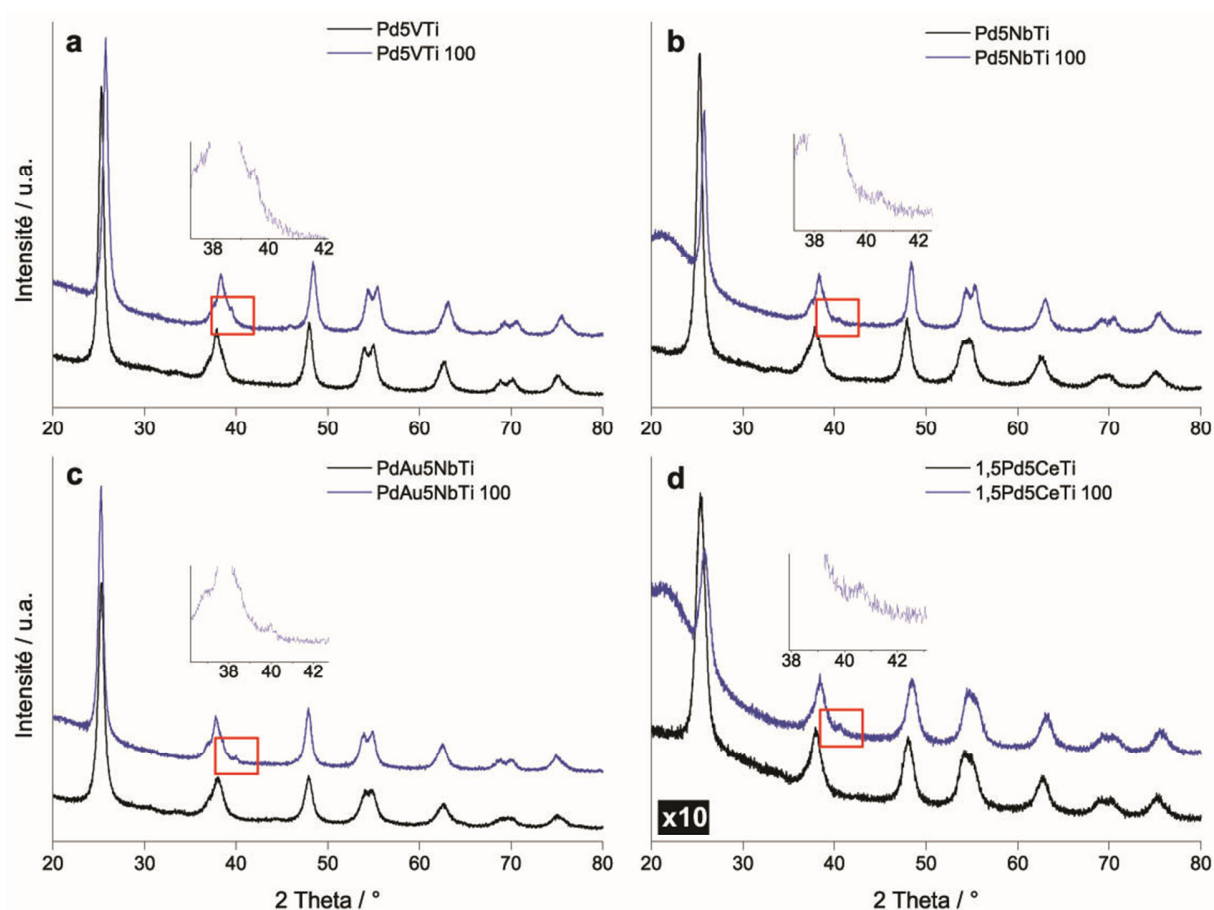 a
Pd5VTi
Pd5VTi 100
38 40 42
20 30 40 50 60 70 80
b
Pd5NbTi
Pd5NbTi 100
38 40 42
20 30 40 50 60 70 80
Intensité / u.a.
c
PdAu5NbTi
PdAu5NbTi 100
38 40 42
20 30 40 50 60 70 80
2 Theta / °
d
1,5Pd5CeTi
1,5Pd5CeTi 100
38 40 42
x10
20 30 40 50 60 70 80
2 Theta / °
Intensité / u.a.